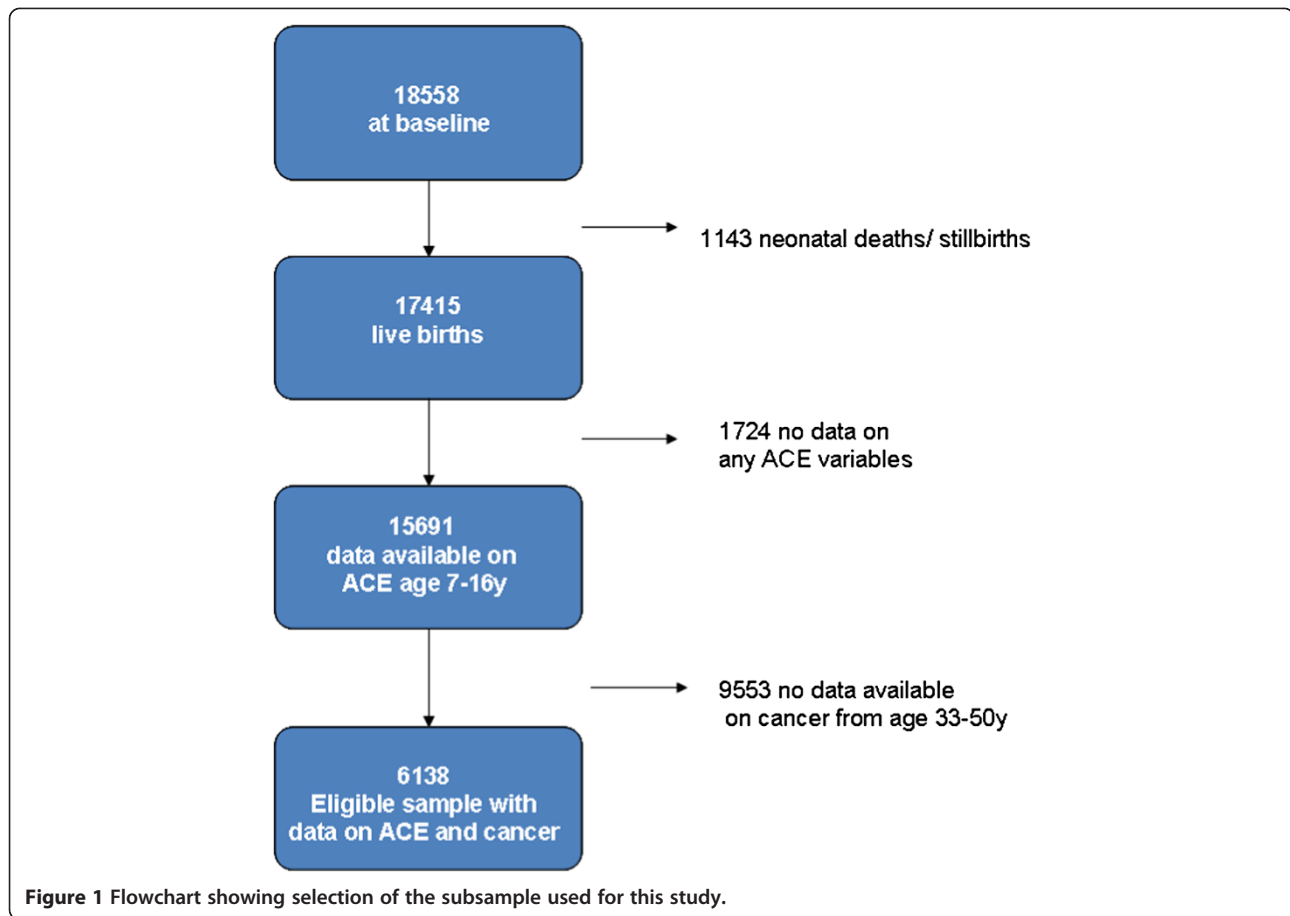 18558
at baseline
1143 neonatal deaths/ stillbirths
17415
live births
1724 no data on
any ACE variables
15691
data available on
ACE age 7-16y
9553 no data available
on cancer from age 33-50y
6138
Eligible sample with
data on ACE and cancer
Figure 1 Flowchart showing selection of the subsample used for this study.